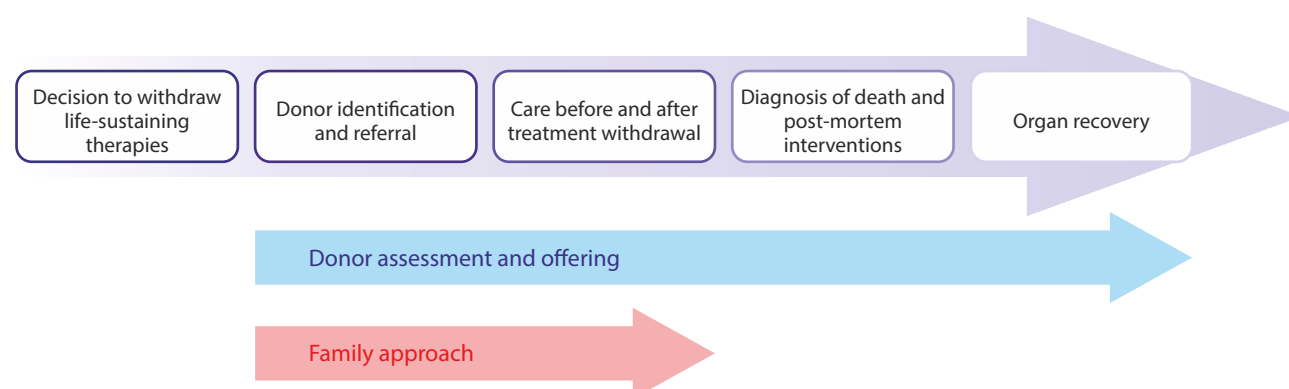 Decision to withdraw
life-sustaining
therapies
Donor identification
and referral
Care before and after
treatment withdrawal
Diagnosis of death and
post-mortem
interventions
Organ recovery
Donor assessment and offering
Family approach